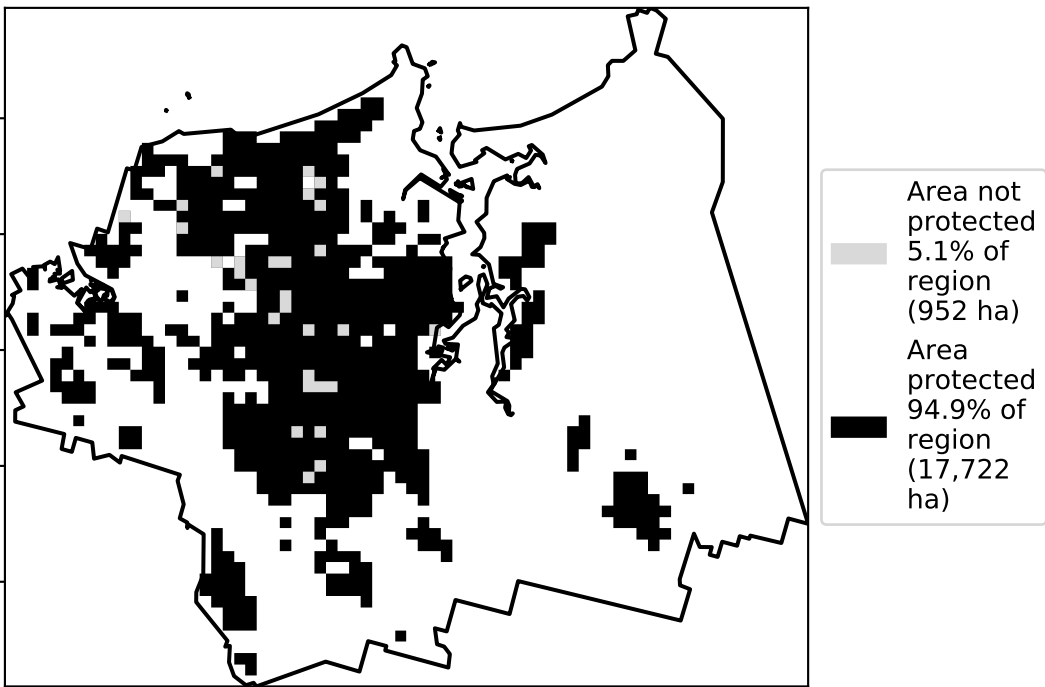 Area not
protected
5.1% of
region
(952 ha)
Area
protected
94.9% of
region
(17,722
ha)